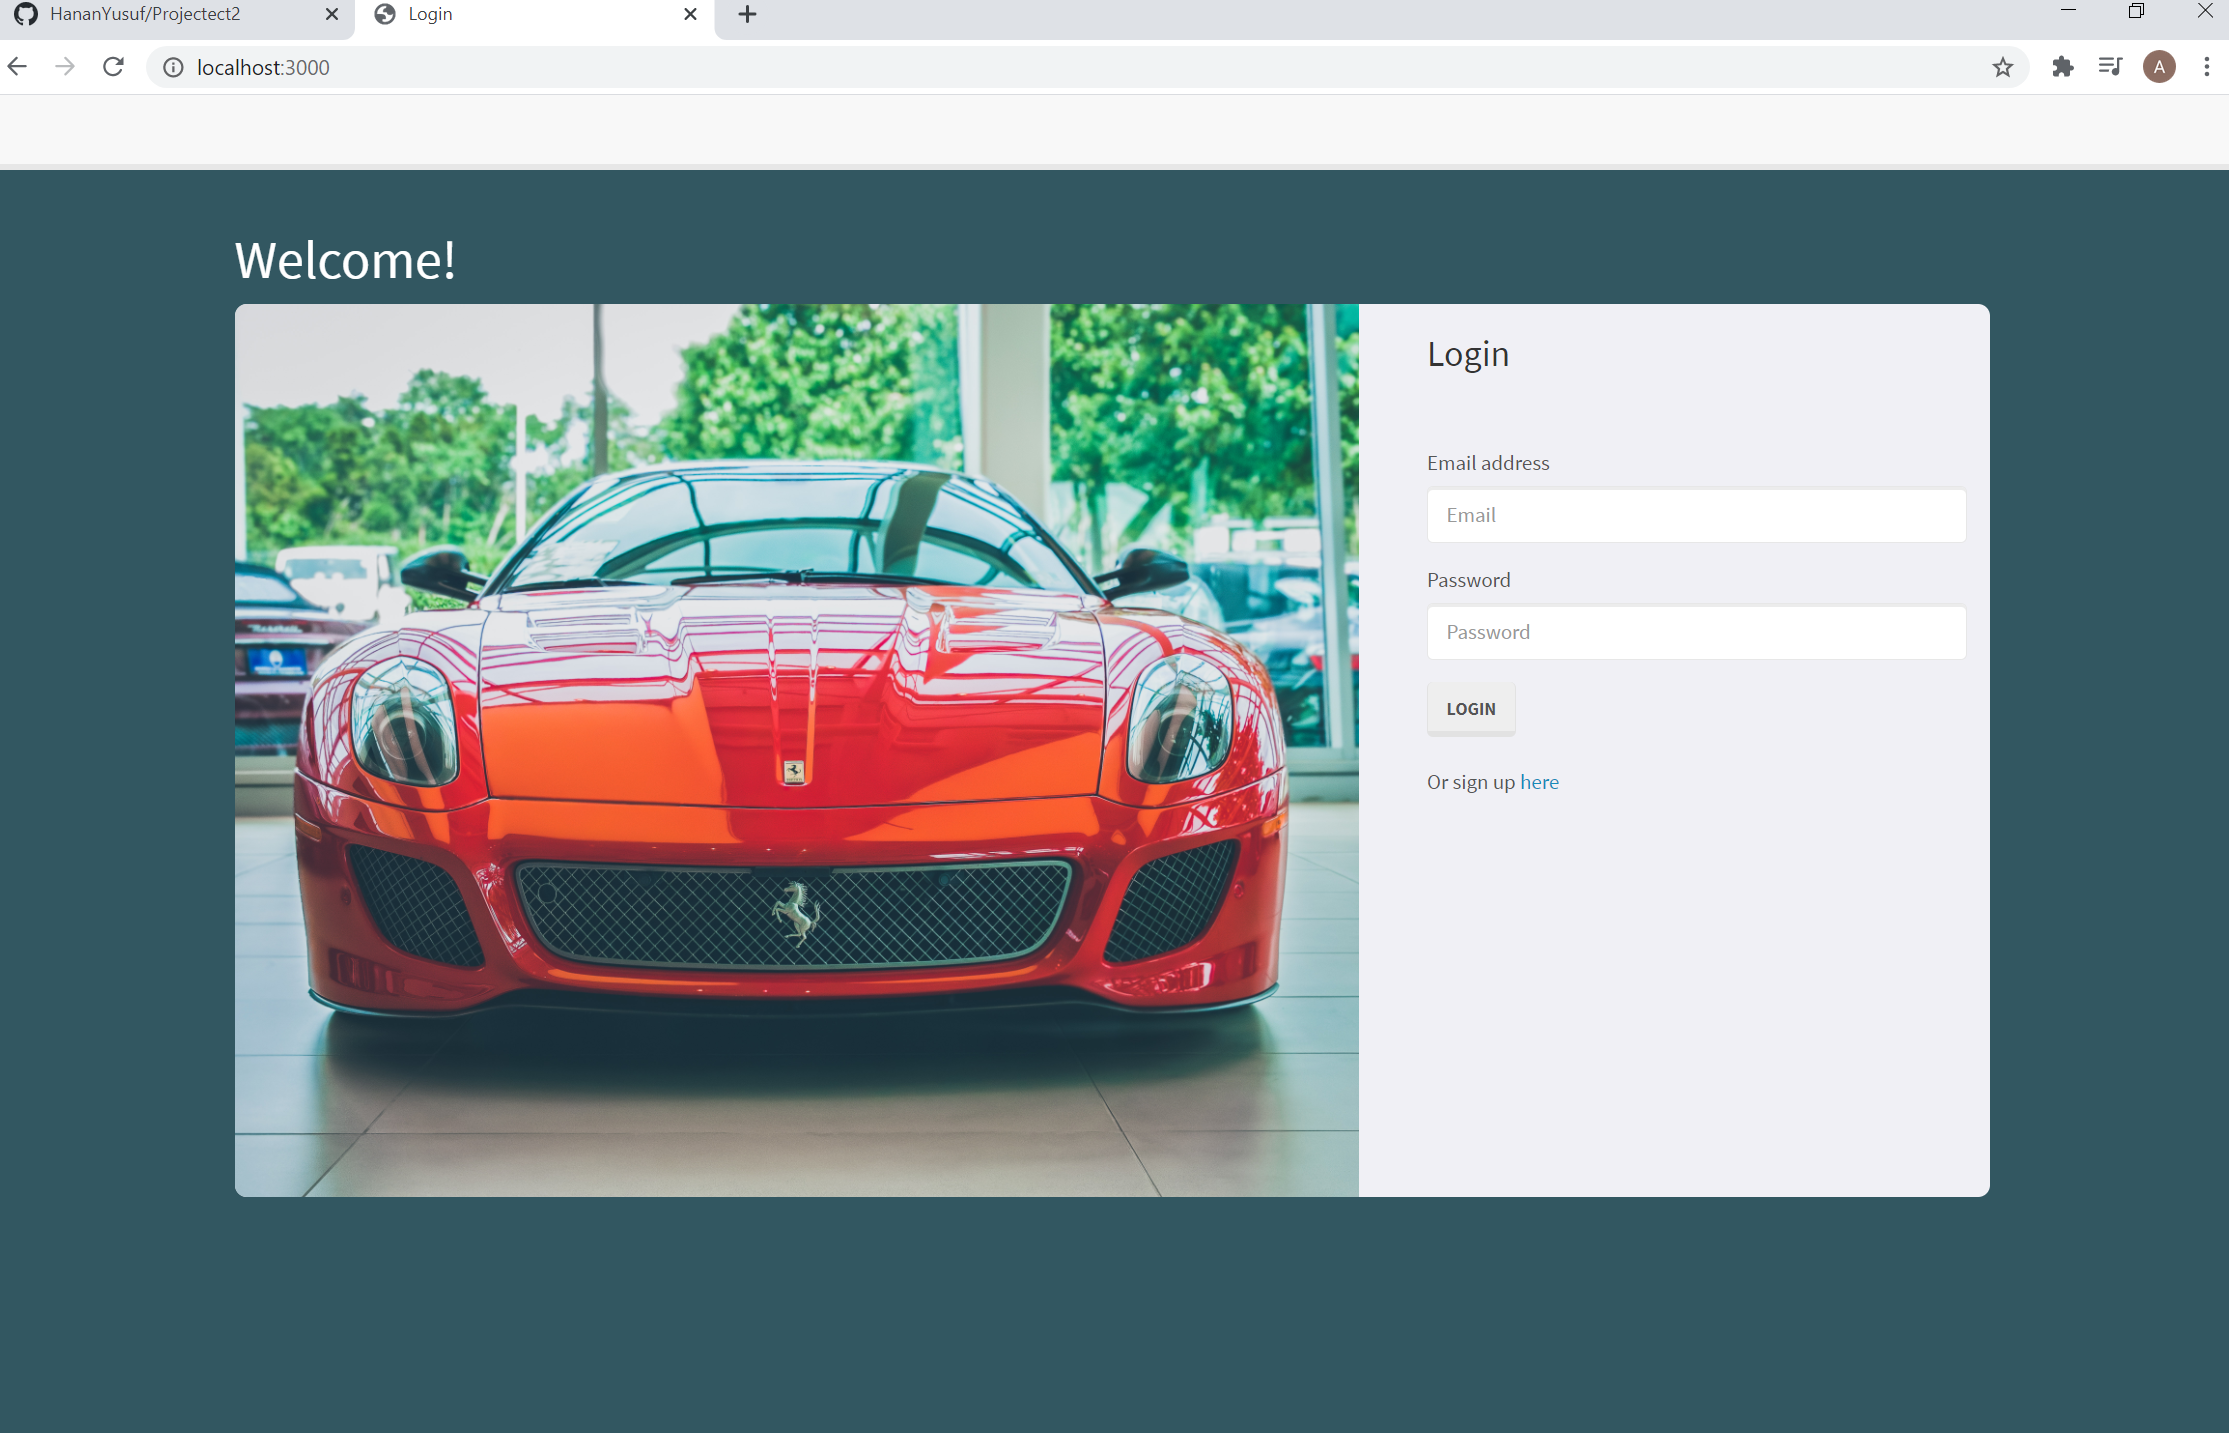 HananYusuf/Projectect2
Login
localhost:3000
A
Welcome!
Login
Email address
Email
Password
Password
LOGIN
Or sign up here